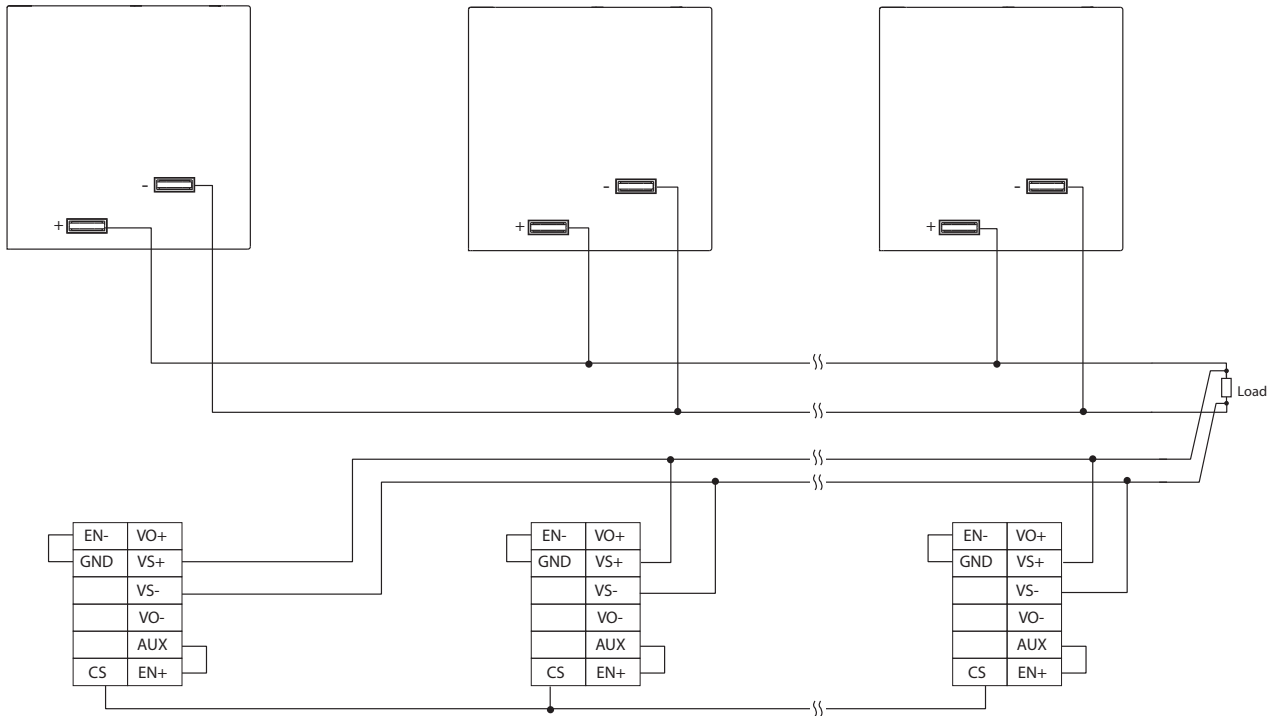 -
+
-
+
-
+
Load
EN- VO+
GND VS+
VS-
VO-
AUX
CS EN+
EN- VO+
GND VS+
VS-
VO-
AUX
CS EN+
EN- VO+
GND VS+
VS-
VO-
AUX
CS EN+